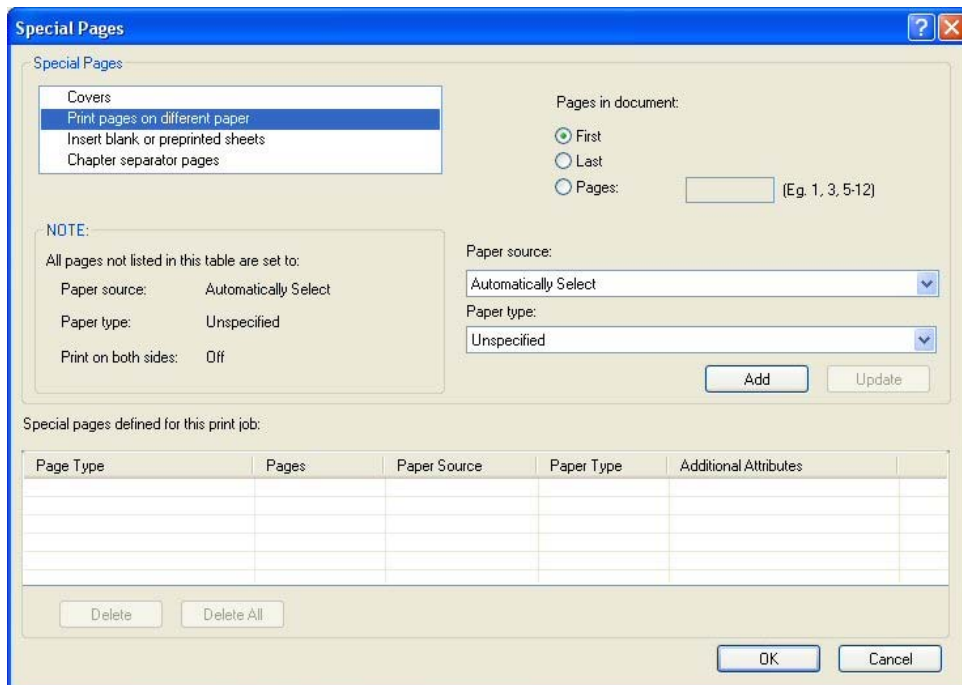 Special Pages
Special Pages
Covers
Print pages on different paper
Insert blank or preprinted sheets
Chapter separator pages
Pages in document:
First
Last
Pages: (Eg. 1, 3, 5-12)
NOTE:
All pages not listed in this table are set to:
Paper source: Automatically Select
Paper type: Unspecified
Print on both sides: Off
Paper source:
Automatically Select
Paper type:
Unspecified
Add Update
Special pages defined for this print job:
Page Type Pages Paper Source Paper Type Additional Attributes
Delete Delete All
OK Cancel